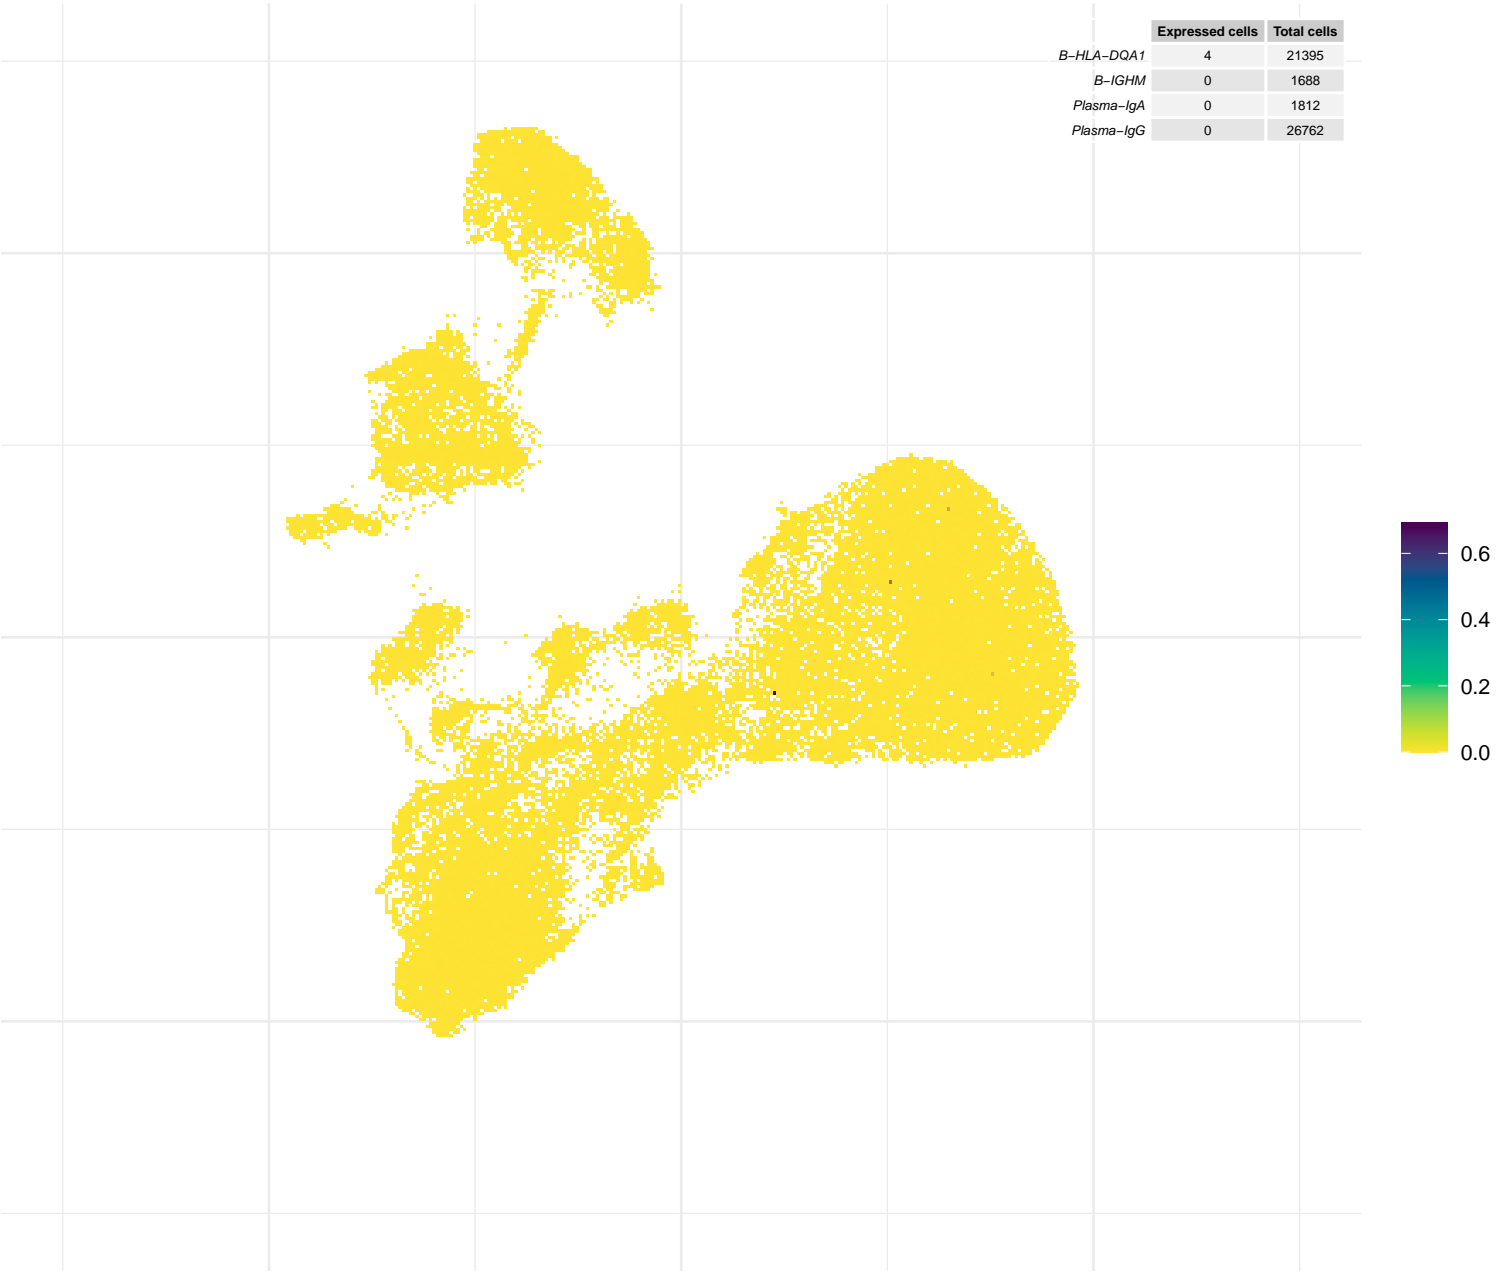 Expressed cells Total cells
B−HLA−DQA1 4 21395
B−IGHM 0 1688
Plasma−IgA 0 1812
Plasma−IgG 0 26762
0.6
0.4
0.2
0.0